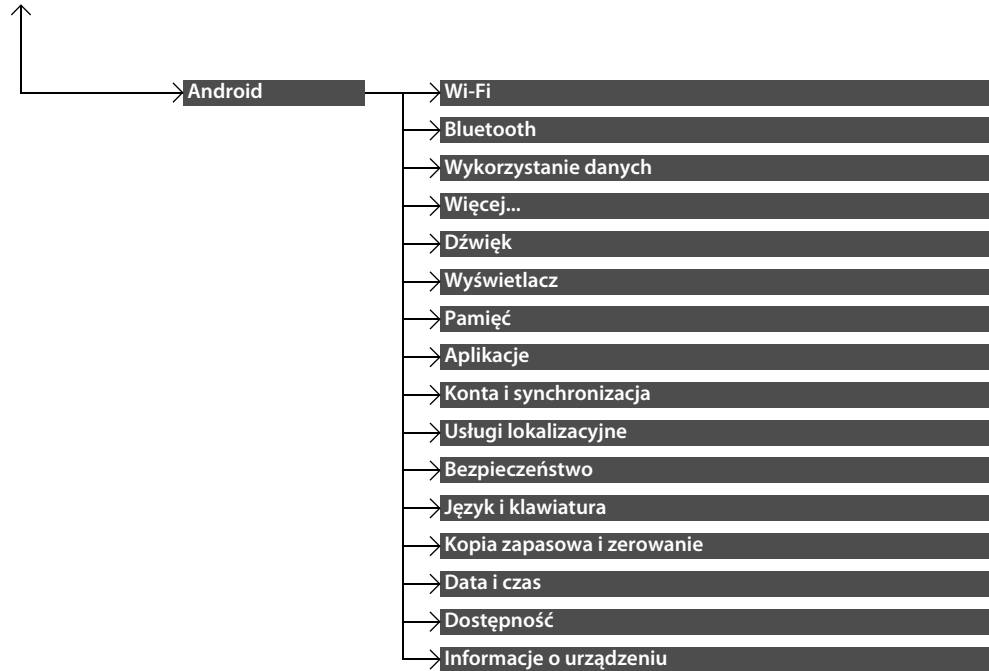 Android
Wi-Fi
Bluetooth
Wykorzystanie danych
Więcej...
Dźwięk
Wyświetlacz
Pamięć
Aplikacje
Konta i synchronizacja
Usługi lokalizacyjne
Bezpieczeństwo
Język i klawiatura
Kopia zapasowa i zerowanie
Data i czas
Dostępność
Informacje o urządzeniu